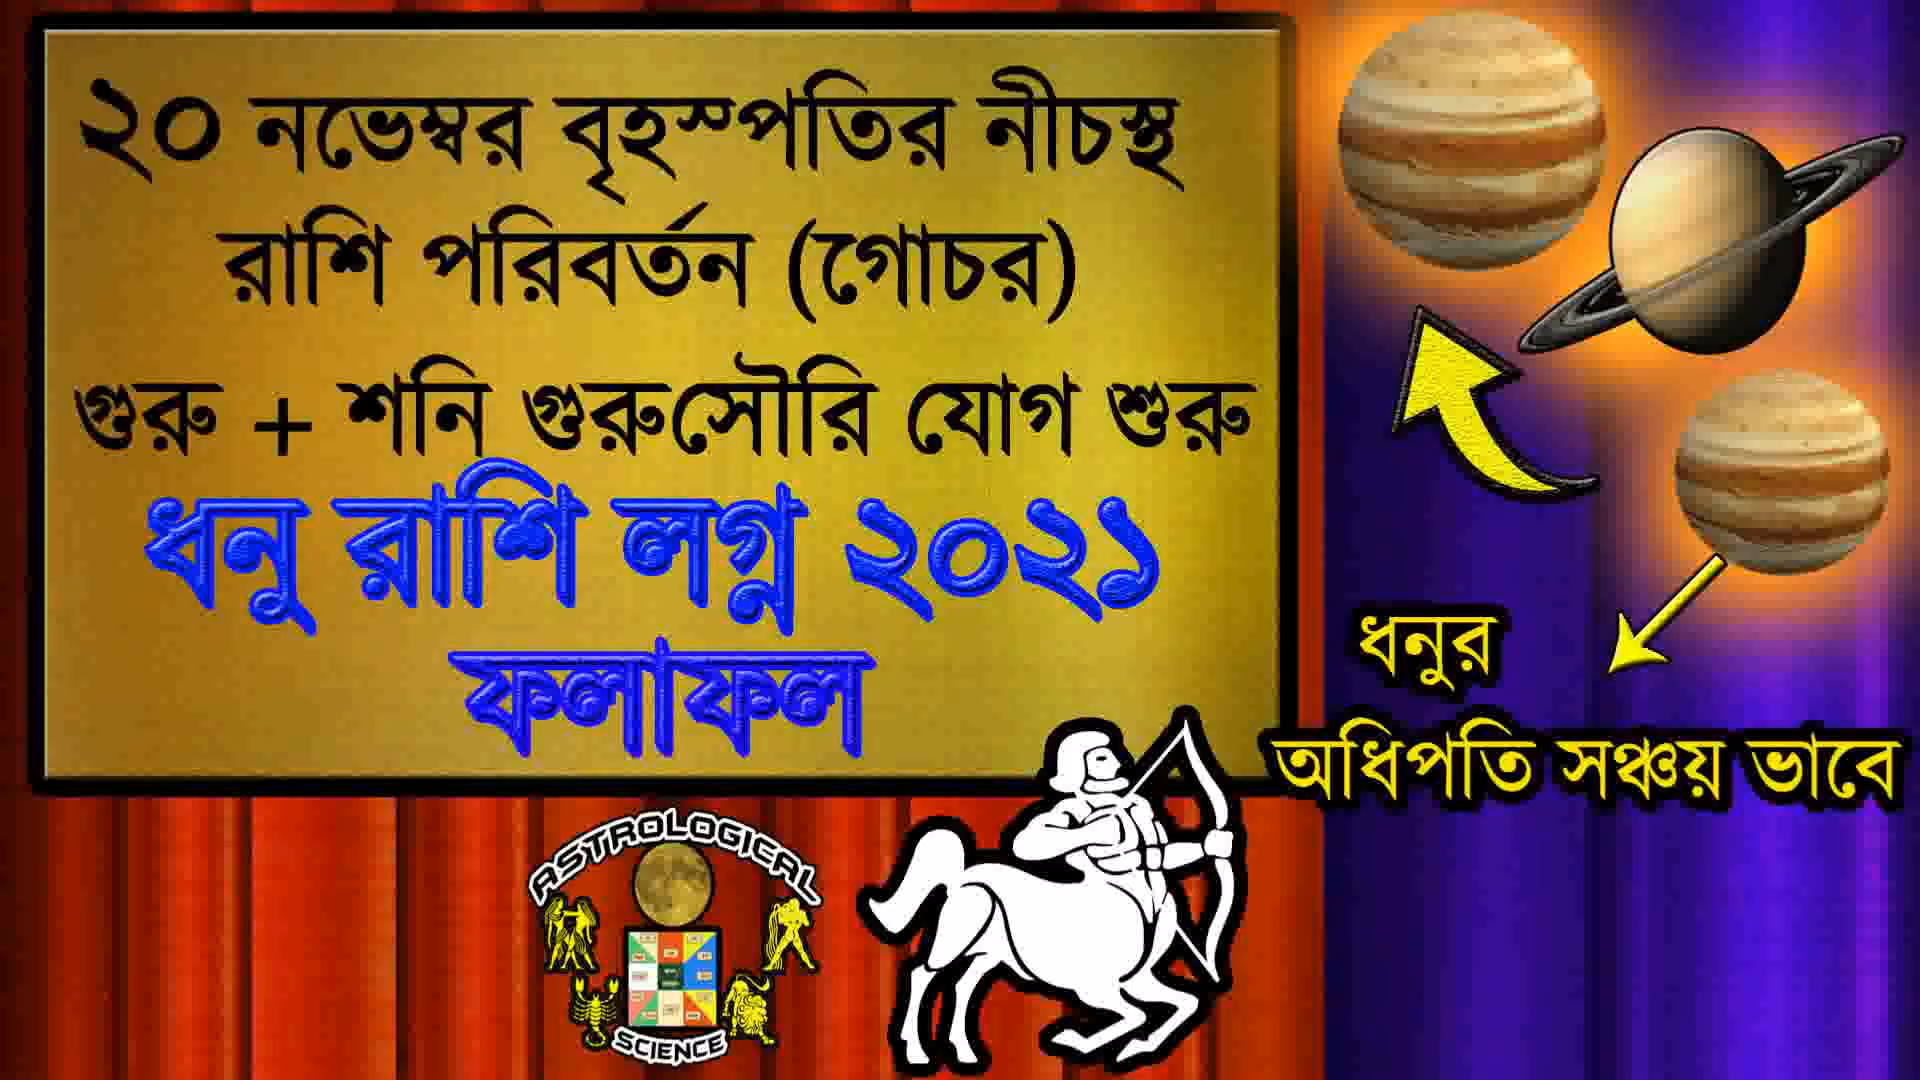 ২০ নভেম্বর বৃহস্পতির নীচস্থ
রাশি পরিবর্তন (গোচর)
গুরু + শনি গুরুসৌরি যোগ শুরু
ধনু রাশি লগ্ন ২০২১
ফলাফল
ধনুর
অধিপতি সঞ্চয় ভাবে
ASTROLOGICAL
SCIENCE